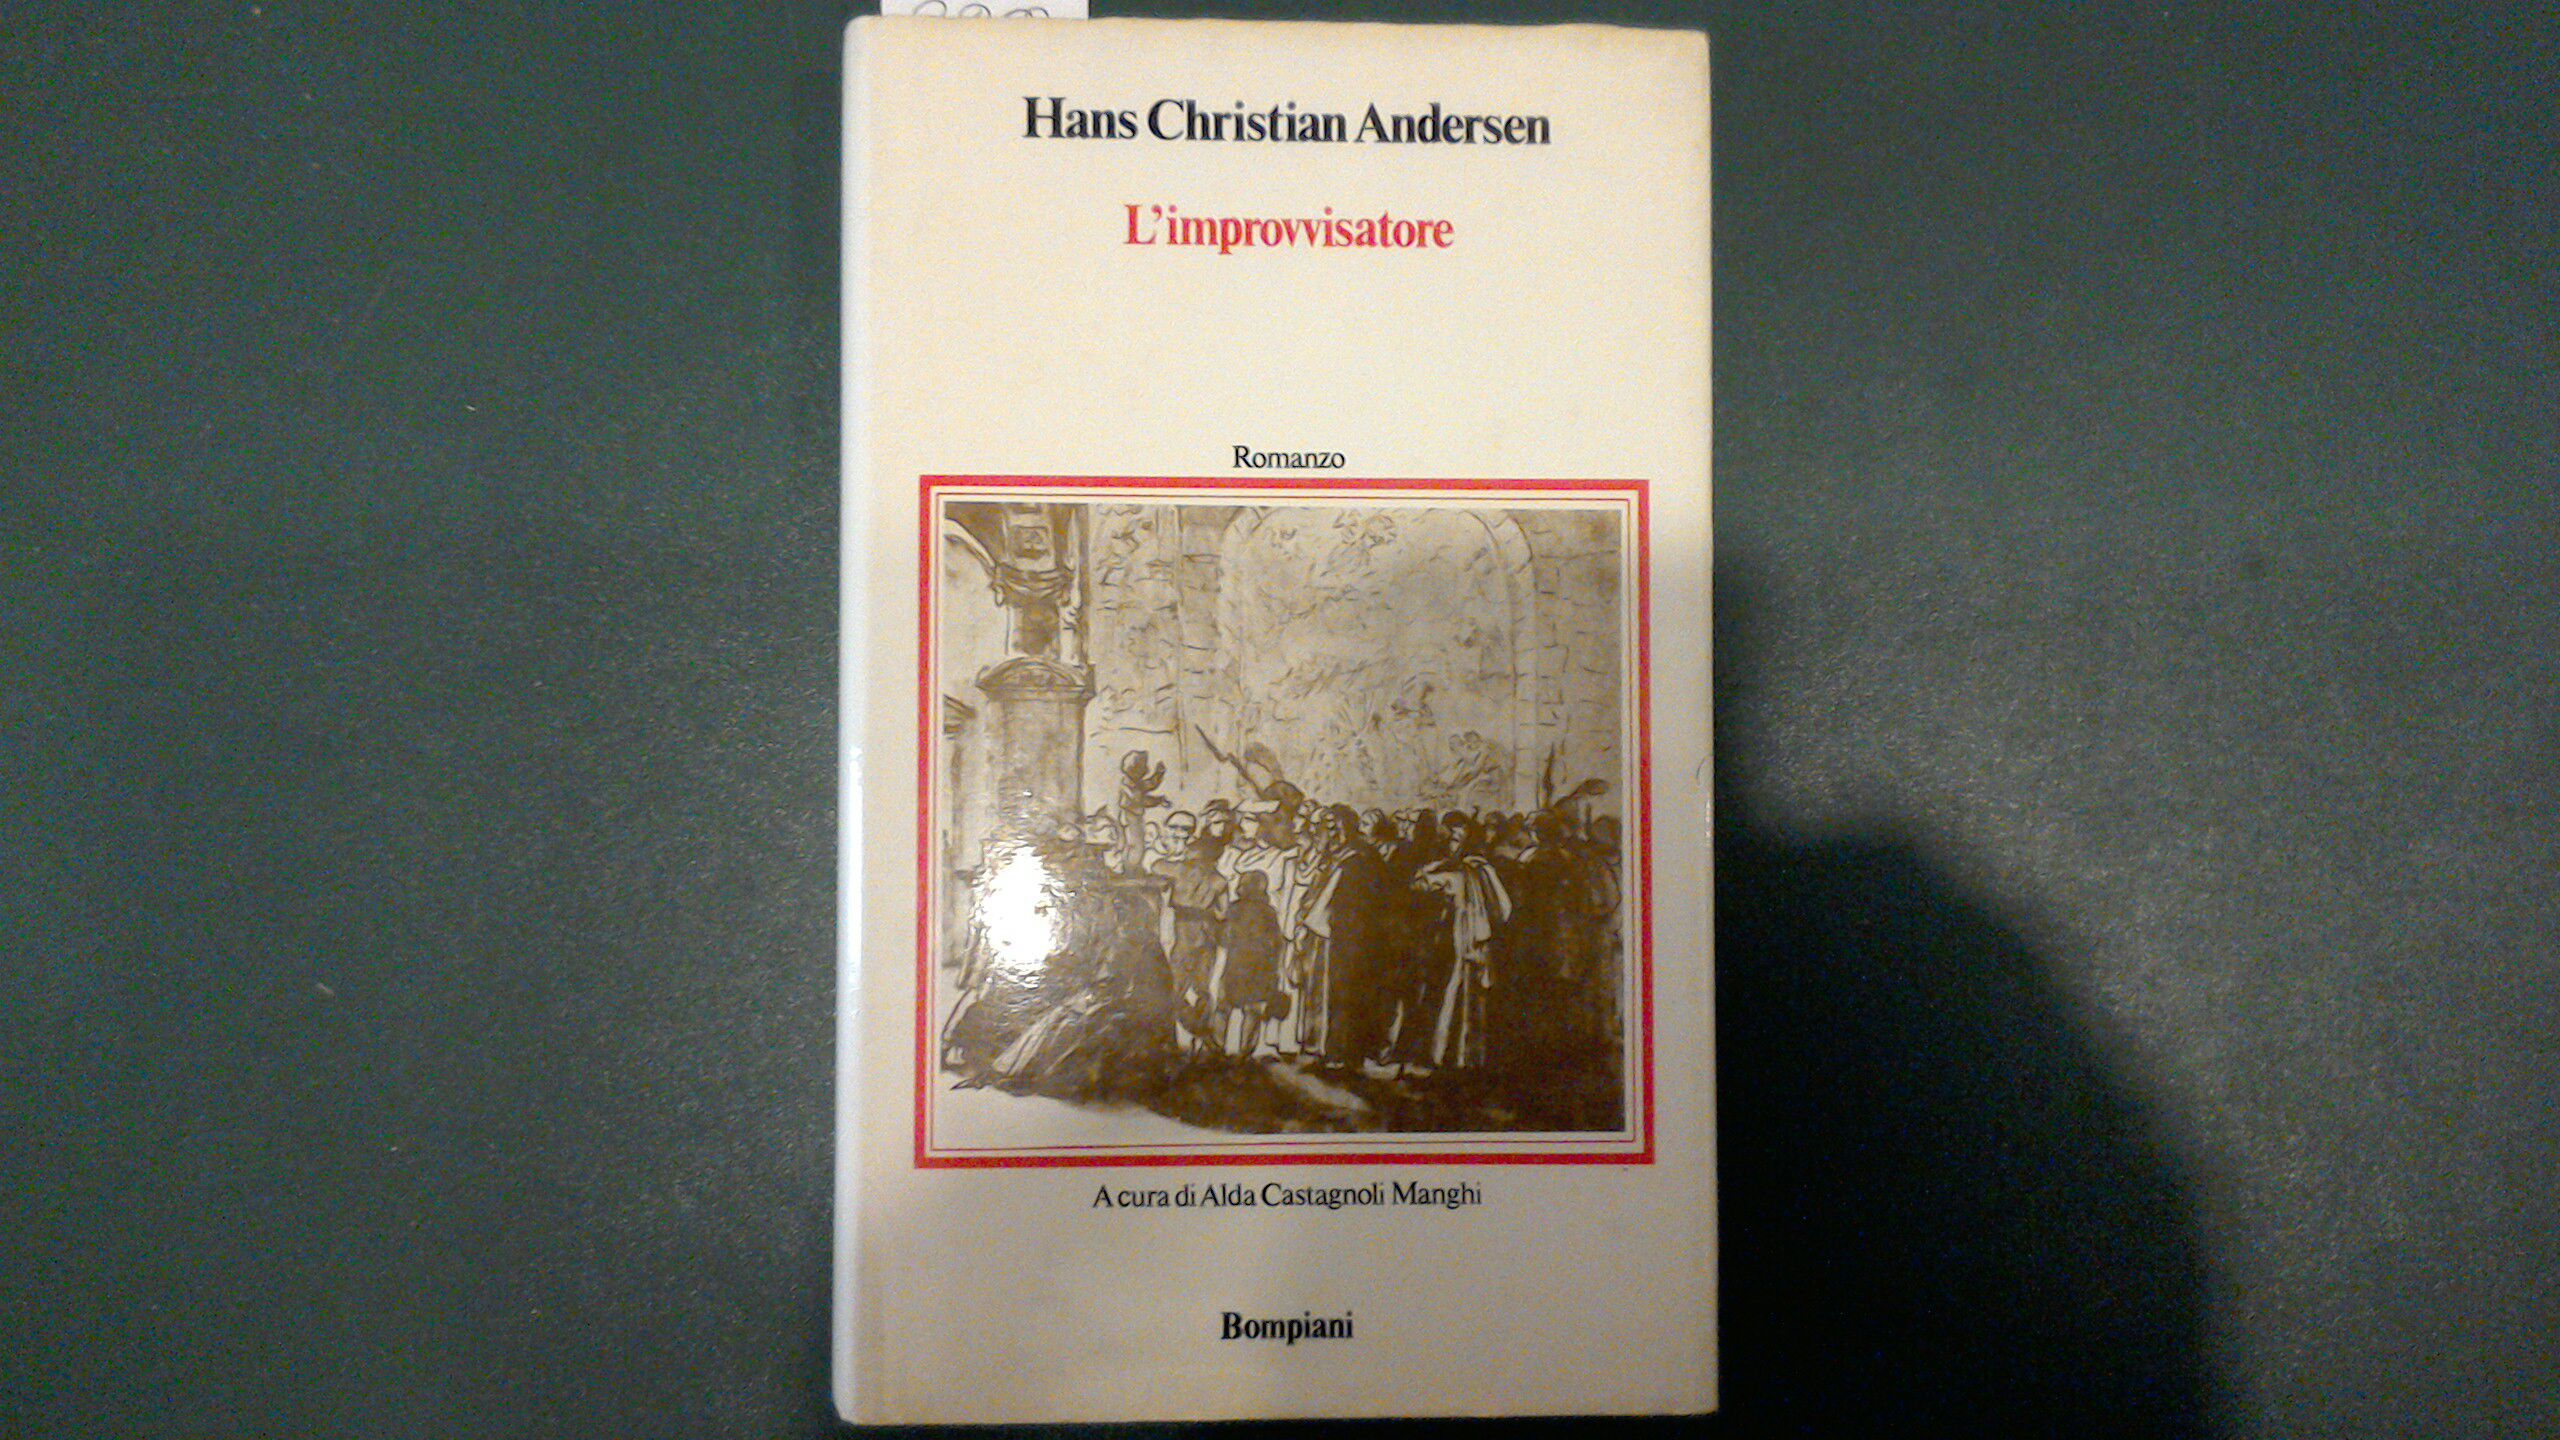 Hans Christian Andersen
L'improvvisatore
Romanzo
A cura di Alda Castagnoli Manghi
Bompiani